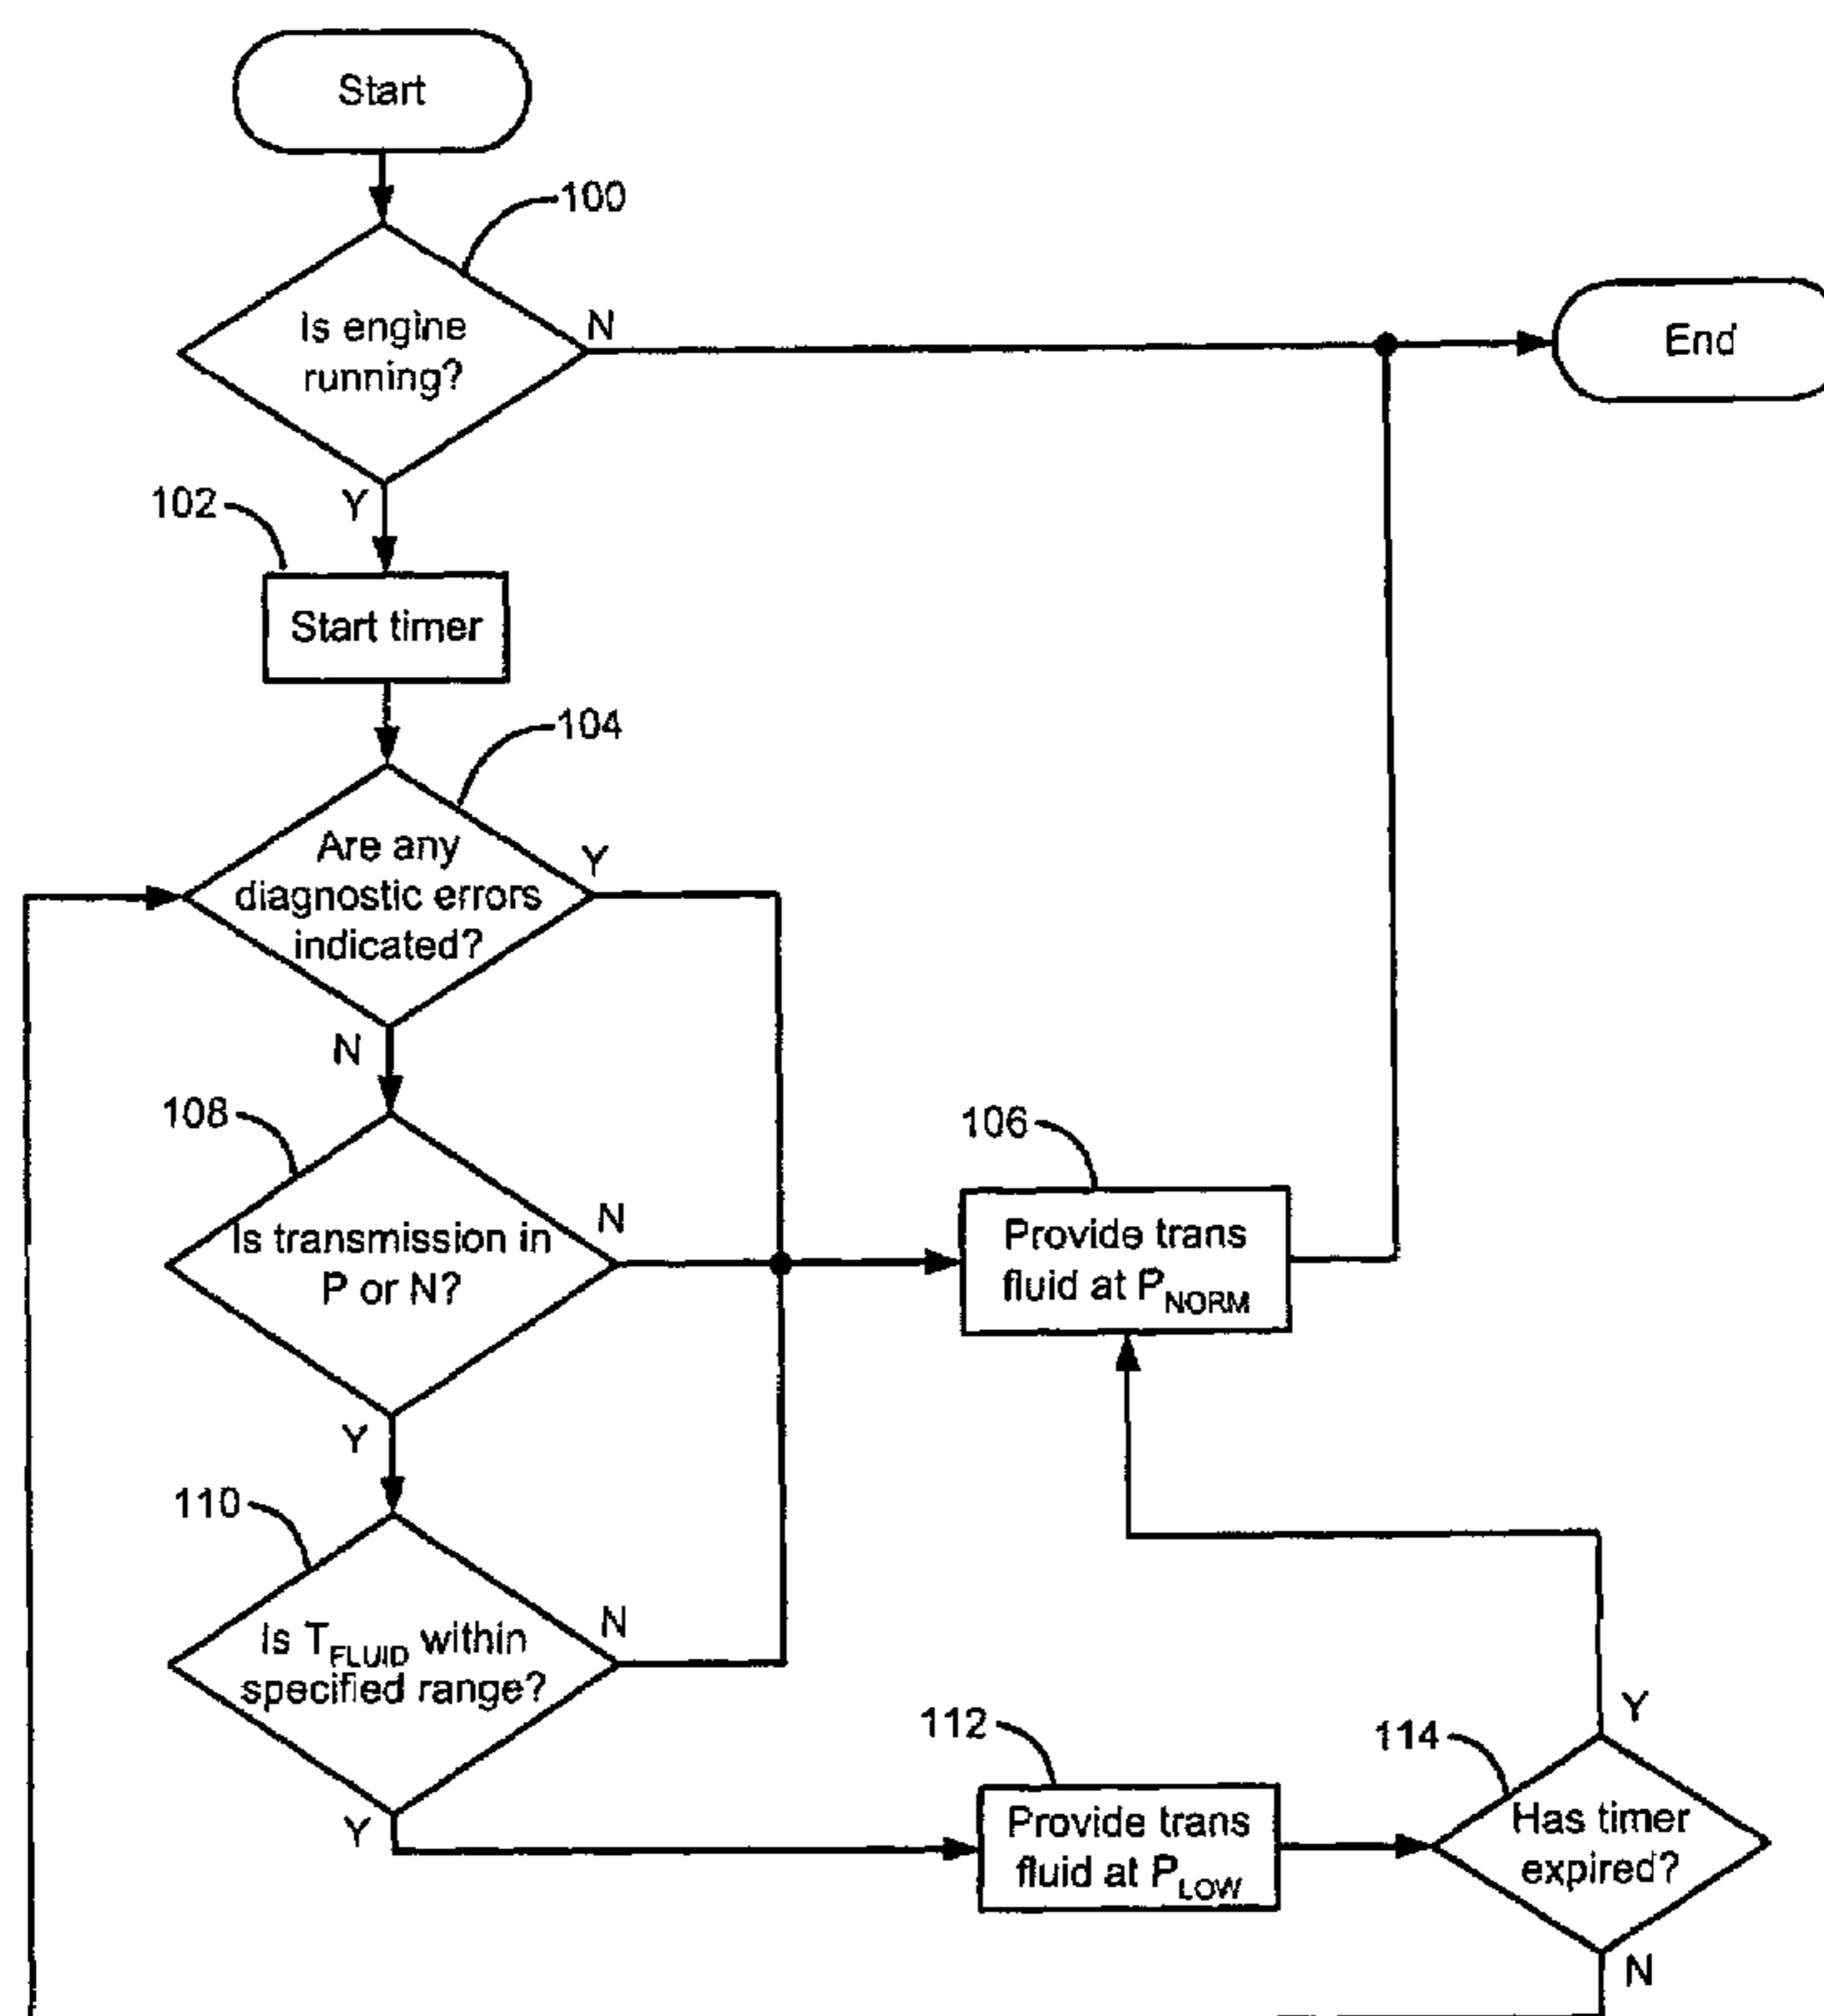 Start
100
Is engine
running?
N
End
Y
102
Start timer
104
Are any
diagnostic errors
indicated?
Y
N
108
106
Is transmission in
P or N?
N
Provide trans
fluid at PNORM
Y
110
Is TFLUID within
specified range?
N
Y
112
Provide trans
fluid at PLOW
114
Has timer
expired?
Y
N